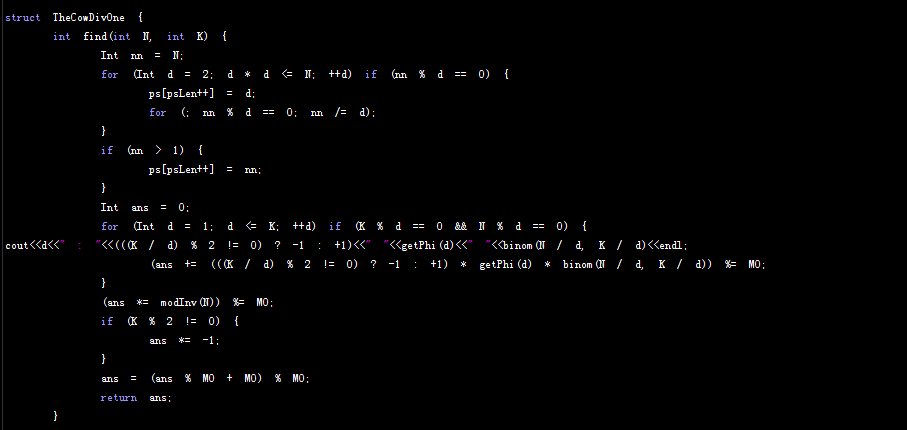 struct TheCowDivOne {
int find(int N, int K) {
Int nn = N;
for (Int d = 2; d * d <= N; ++d) if (nn % d == 0) {
ps[psLen++] = d;
for (; nn % d == 0; nn /= d);
}
if (nn > 1) {
ps[psLen++] = nn;
}
Int ans = 0;
for (Int d = 1; d <= K; ++d) if (K % d == 0 && N % d == 0) {
cout<<d<<" : "<<(((K / d) % 2 != 0) ? -1 : +1)<<" "<<getPhi(d)<<" "<<binom(N / d, K / d)<<endl;
(ans += (((K / d) % 2 != 0) ? -1 : +1) * getPhi(d) * binom(N / d, K / d)) %= MO;
}
(ans *= modInv(N)) %= MO;
if (K % 2 != 0) {
ans *= -1;
}
ans = (ans % MO + MO) % MO;
return ans;
}